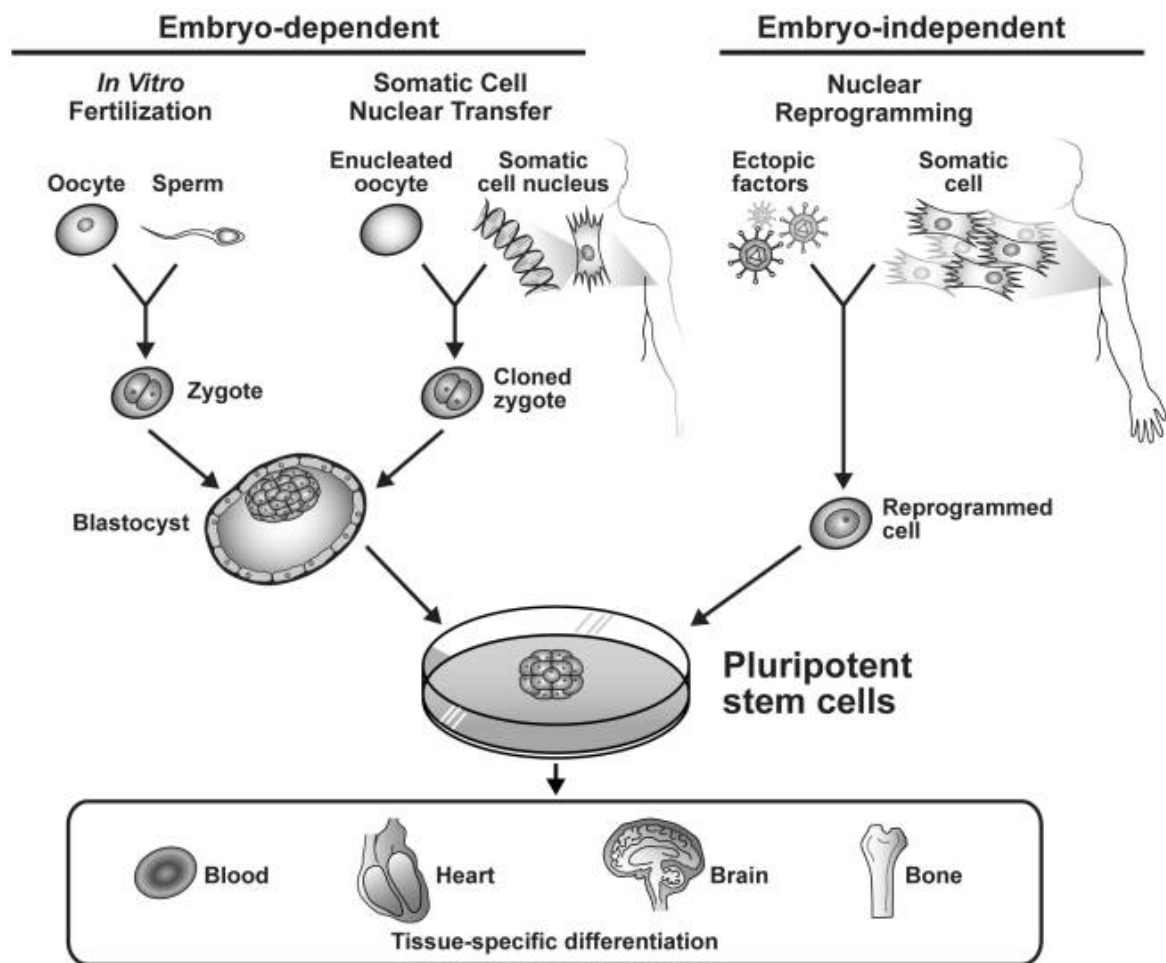 Embryo-dependent
In Vitro
Fertilization
Oocyte
Sperm
Zygote
Somatic Cell
Nuclear Transfer
Enucleated
oocyte
Somatic
cell nucleus
Cloned
zygote
Blastocyst
Embryo-independent
Nuclear
Reprogramming
Ectopic
factors
Somatic
cell
Reprogrammed
cell
Pluripotent
stem cells
Blood
Heart
Brain
Bone
Tissue-specific differentiation